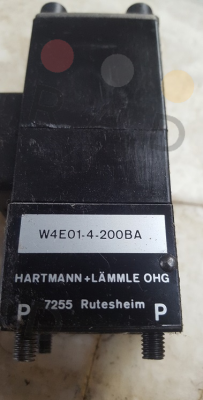 W4E01-4-200BA
HARTMANN+LÄMMLE OHG
7255 Rutesheim
P P